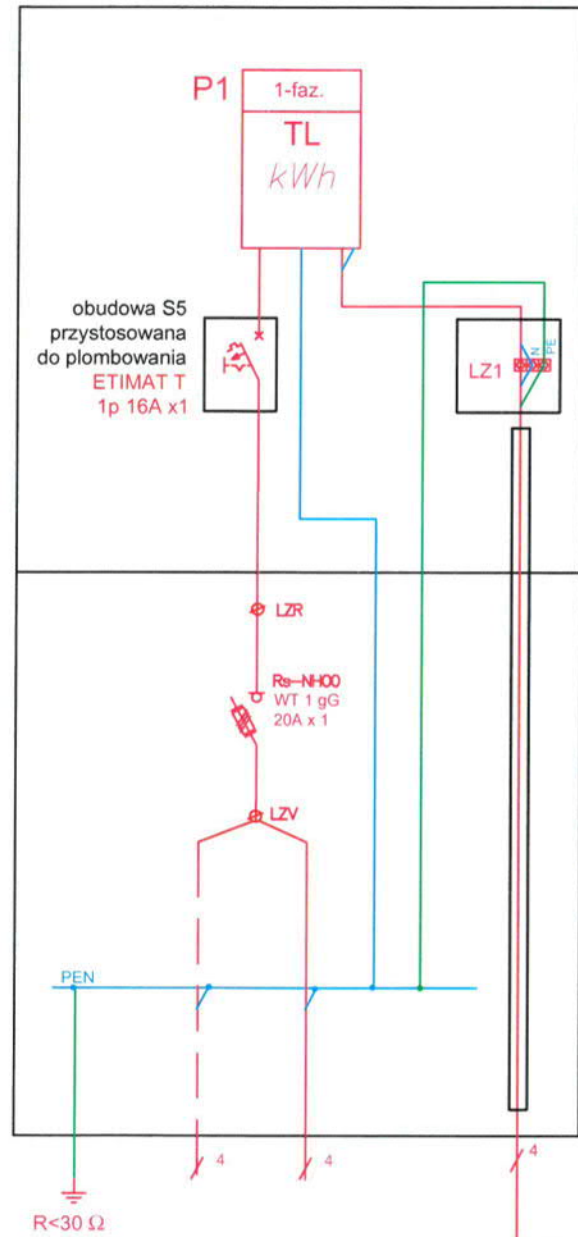 P1
1-faz.
TL
kWh
obudowa S5
przystosowana
do plombowania
ETIMAT T
1p 16A x1
LZ1
N
PE
LZR
Rs-NH00
WT 1 gG
20A x 1
LZV
PEN
4
4
4
R<30 Ω